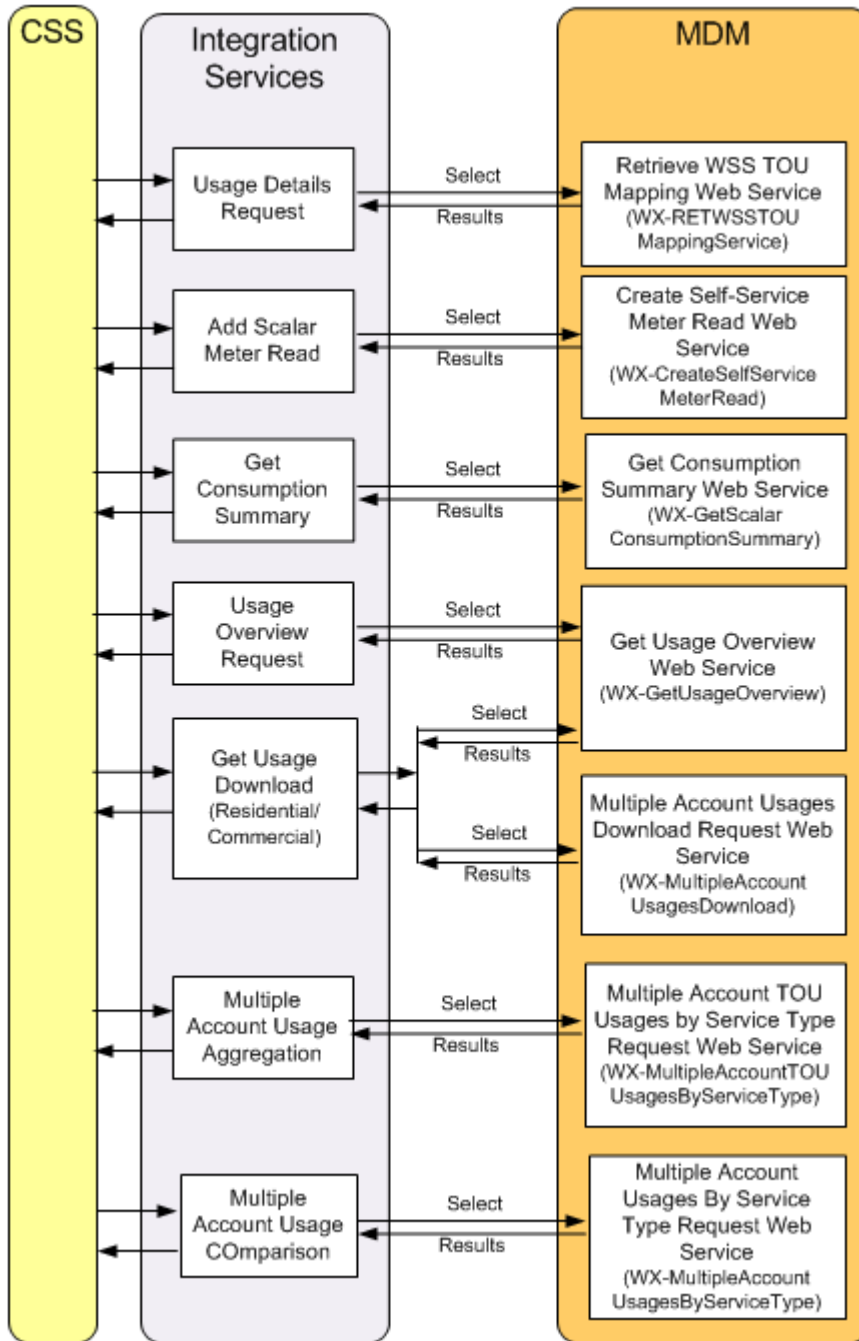 CSS
Integration
Services
MDM
Usage Details
Request
Select
Results
Retrieve WSS TOU
Mapping Web Service
(WX-RETWSSTOU
MappingService)
Add Scalar
Meter Read
Select
Results
Create Self-Service
Meter Read Web
Service
(WX-CreateSelfService
MeterRead)
Get
Consumption
Summary
Select
Results
Get Consumption
Summary Web Service
(WX-GetScalar
ConsumptionSummary)
Usage
Overview
Request
Select
Results
Get Usage Overview
Web Service
(WX-GetUsageOverview)
Get Usage
Download
(Residential/
Commercial)
Select
Results
Select
Results
Multiple Account Usages
Download Request Web
Service
(WX-MultipleAccount
UsagesDownload)
Multiple
Account Usage
Aggregation
Select
Results
Multiple Account TOU
Usages by Service Type
Request Web Service
(WX-MultipleAccountTOU
UsagesByServiceType)
Multiple
Account Usage
COmparison
Select
Results
Multiple Account
Usages By Service
Type Request Web
Service
(WX-MultipleAccount
UsagesByServiceType)